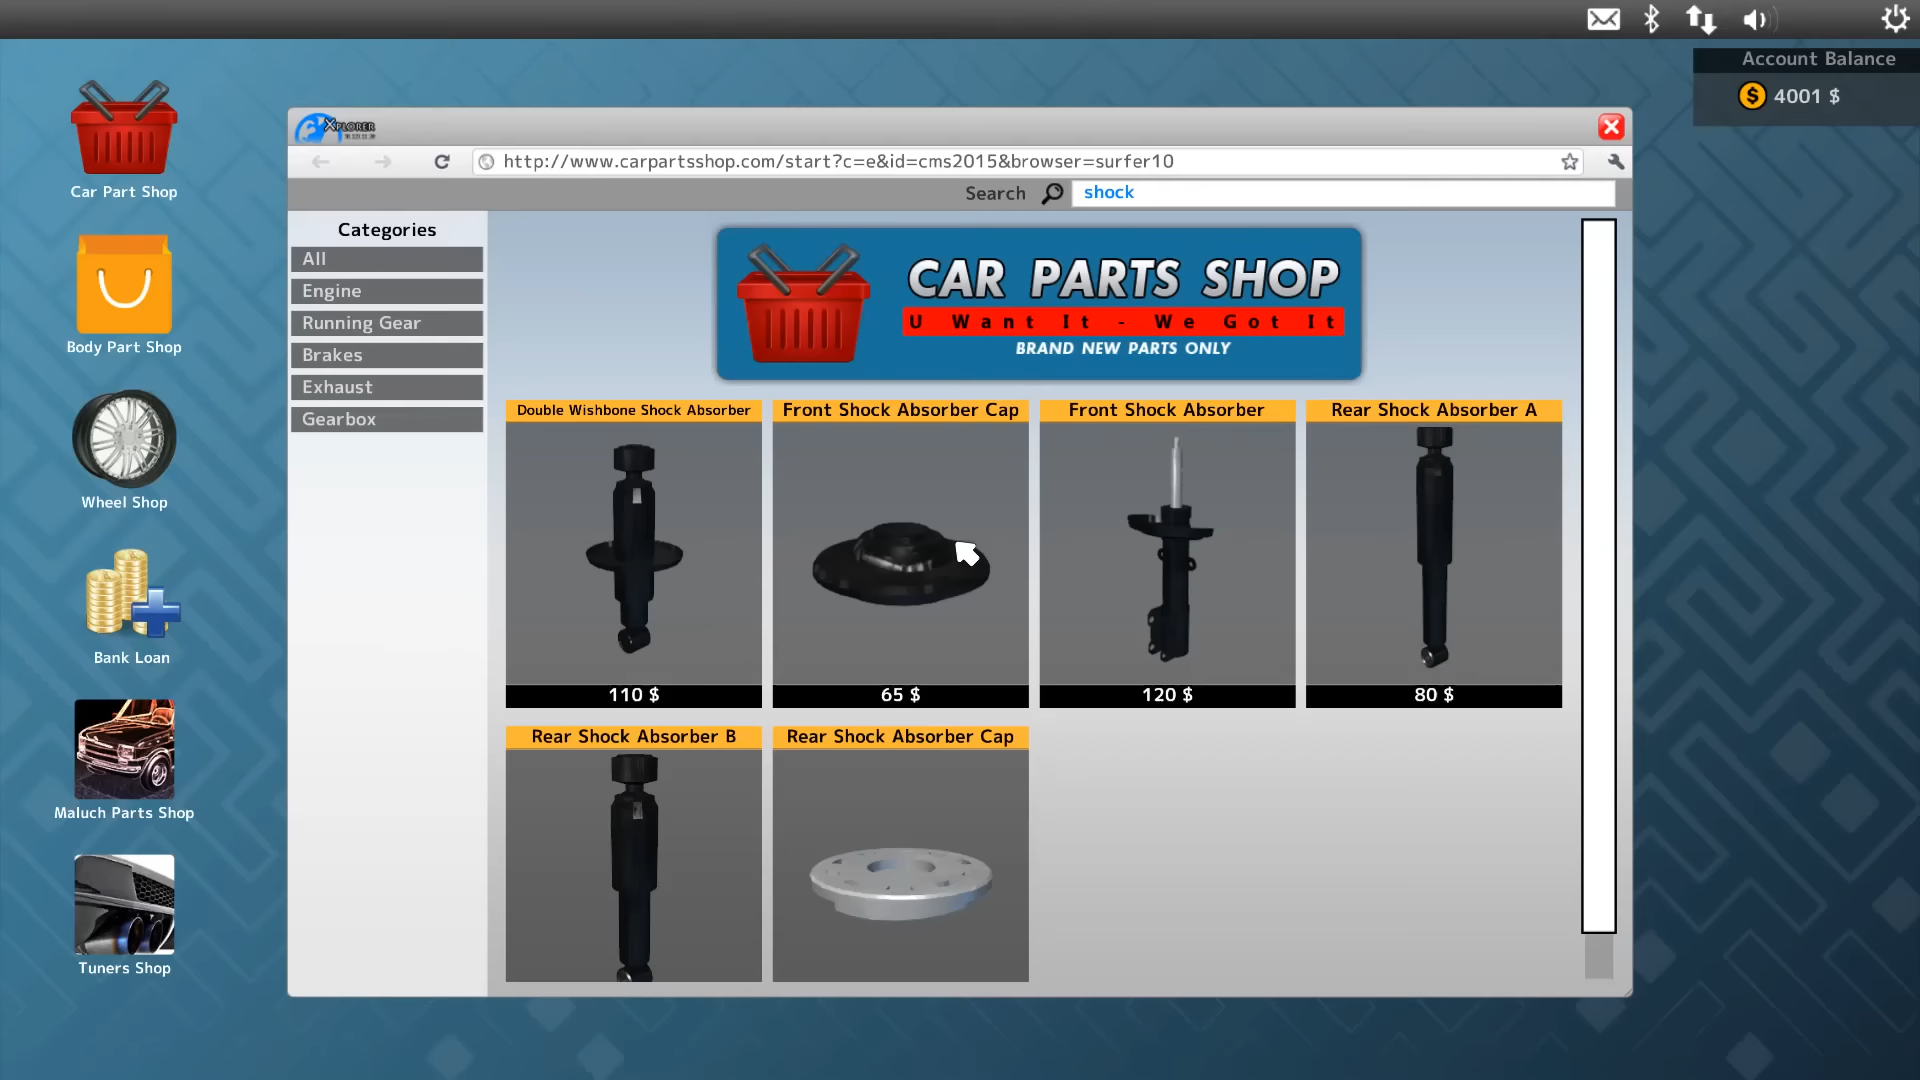 Account Balance
4001 $
Car Part Shop
Body Part Shop
Wheel Shop
Bank Loan
Maluch Parts Shop
Tuners Shop
XPLORER
http://www.carpartsshop.com/start?c=e&id=cms2015&browser=surfer10
Search shock
Categories
All
Engine
Running Gear
Brakes
Exhaust
Gearbox
CAR PARTS SHOP
U Want It - We Got It
BRAND NEW PARTS ONLY
Double Wishbone Shock Absorber
110 $
Front Shock Absorber Cap
65 $
Front Shock Absorber
120 $
Rear Shock Absorber A
80 $
Rear Shock Absorber B
Rear Shock Absorber Cap